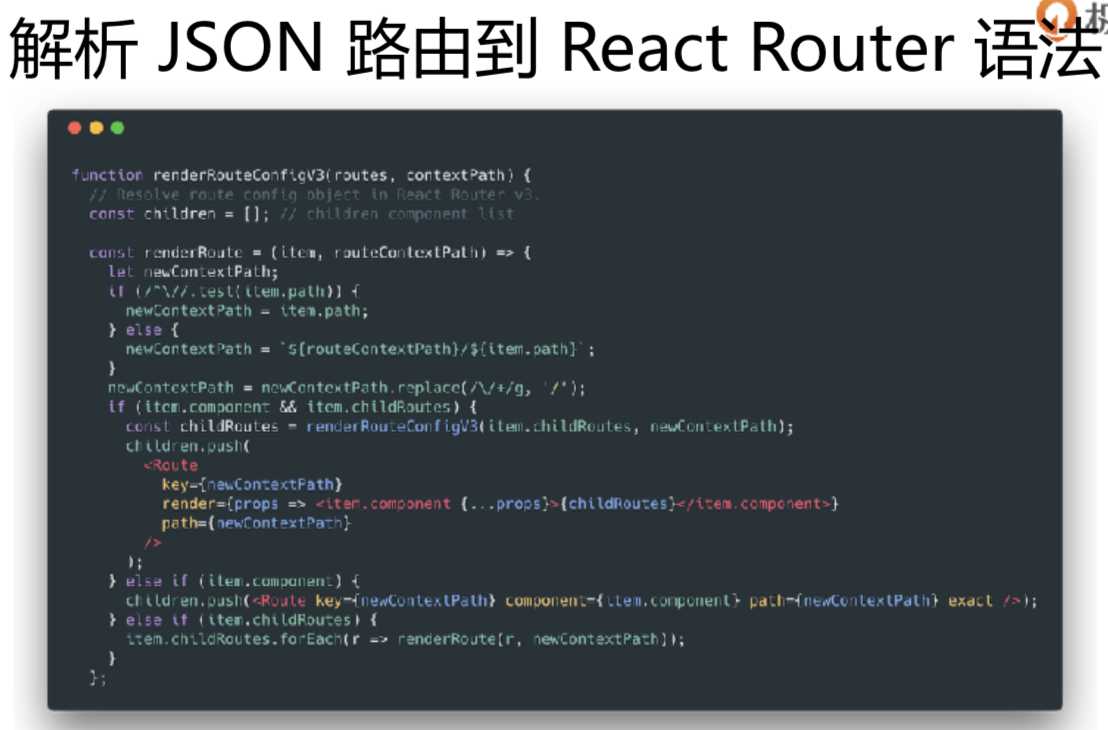 解析 JSON 路由到 React Router 语法
function renderRouteConfigV3(routes, contextPath) {
// Resolve route config object in React Router v3.
const children = []; // children component list
const renderRoute = (item, routeContextPath) => {
let newContextPath;
if (/^\//.test(item.path)) {
newContextPath = item.path;
} else {
newContextPath = `${routeContextPath}/${item.path}`;
}
newContextPath = newContextPath.replace(/\/+/g, '/');
if (item.component && item.childRoutes) {
const childRoutes = renderRouteConfigV3(item.childRoutes, newContextPath);
children.push(
<Route
key={newContextPath}
render={props => <item.component {...props}>{childRoutes}</item.component>}
path={newContextPath}
/>
);
} else if (item.component) {
children.push(<Route key={newContextPath} component={item.component} path={newContextPath} exact />);
} else if (item.childRoutes) {
item.childRoutes.forEach(r => renderRoute(r, newContextPath));
}
};